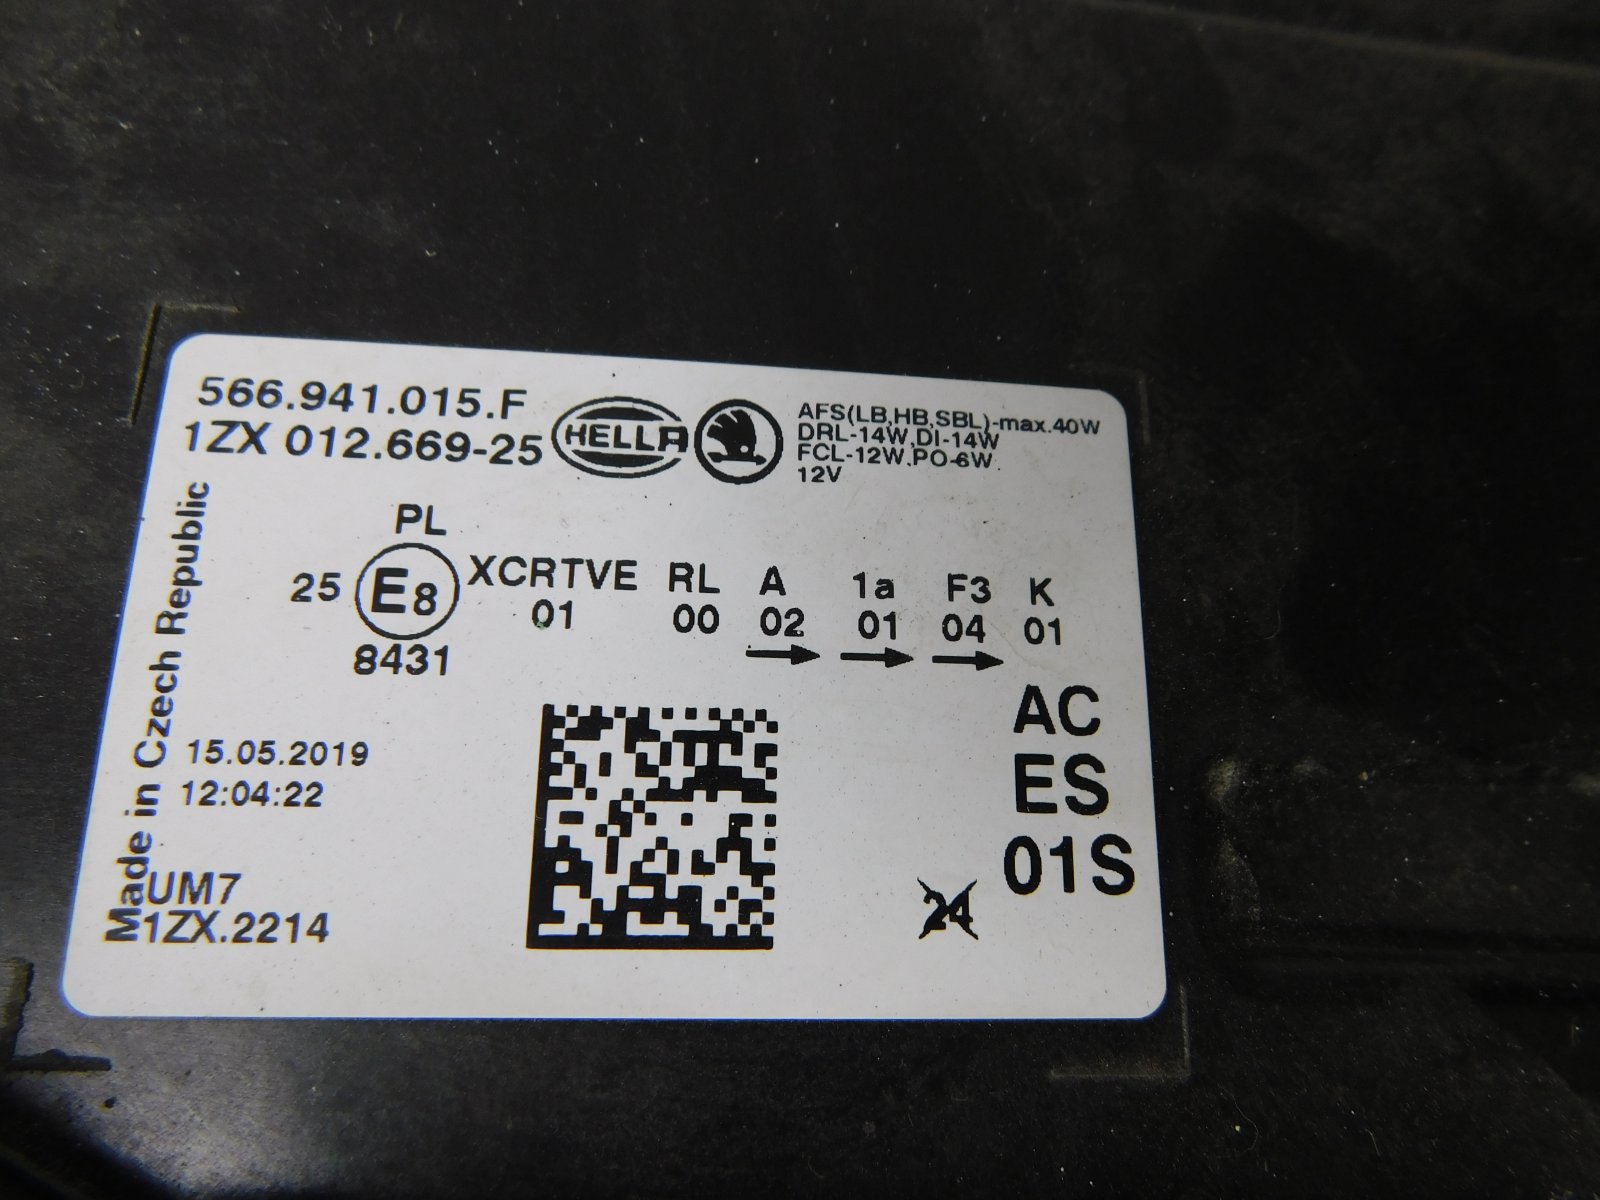 566.941.015.F
1ZX 012.669-25
HELLA
AFS(LB,HB,SBL)-max.40W
DRL-14W,DI-14W
FCL-12W,PO-6W
12V
Made in Czech Republic
PL
25 E8 XCRTVE RL A 1a F3 K
01 00 02 01 04 01
8431
AC
ES
01S
15.05.2019
12:04:22
24
UM7
1ZX.2214